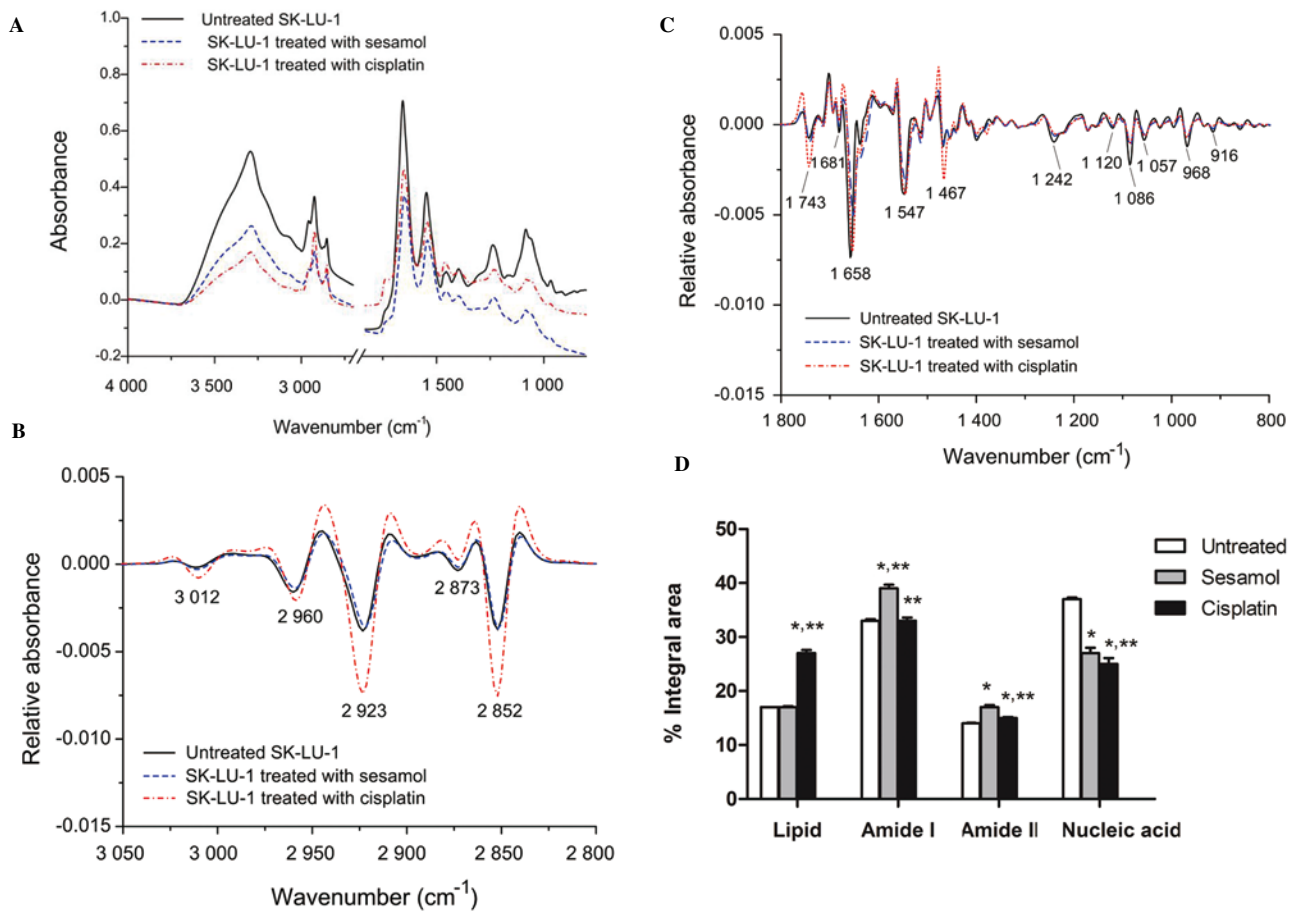 A
Untreated SK-LU-1
SK-LU-1 treated with sesamol
SK-LU-1 treated with cisplatin
1.0
0.8
0.6
0.4
0.2
0.0
-0.2
Absorbance
4 000
3 500
3 000
1 500
1 000
Wavenumber (cm-1)
B
0.005
0.000
-0.005
-0.010
-0.015
Relative absorbance
3 012
2 960
2 923
2 873
2 852
Untreated SK-LU-1
SK-LU-1 treated with sesamol
SK-LU-1 treated with cisplatin
3 050
3 000
2 950
2 900
2 850
2 800
Wavenumber (cm-1)
C
0.005
0.000
-0.005
-0.010
-0.015
Relative absorbance
1 743
1 681
1 658
1 547
1 467
1 242
1 120
1 086
1 057
968
916
Untreated SK-LU-1
SK-LU-1 treated with sesamol
SK-LU-1 treated with cisplatin
1 800
1 600
1 400
1 200
1 000
800
Wavenumber (cm-1)
D
50
40
30
20
10
0
% Integral area
*,**
*,**
**
*
*,**
*
*,**
Untreated
Sesamol
Cisplatin
Lipid
Amide I
Amide II
Nucleic acid